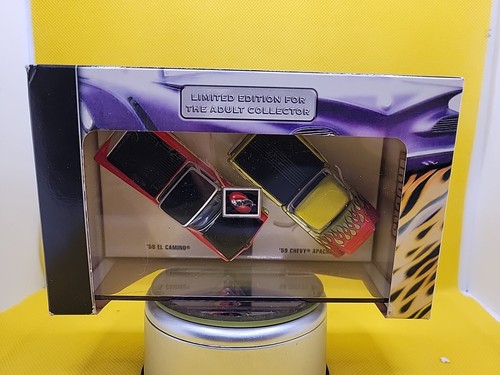 LIMITED EDITION FOR
THE ADULT COLLECTOR
'59 EL CAMINO®
'59 CHEVY® APACHE